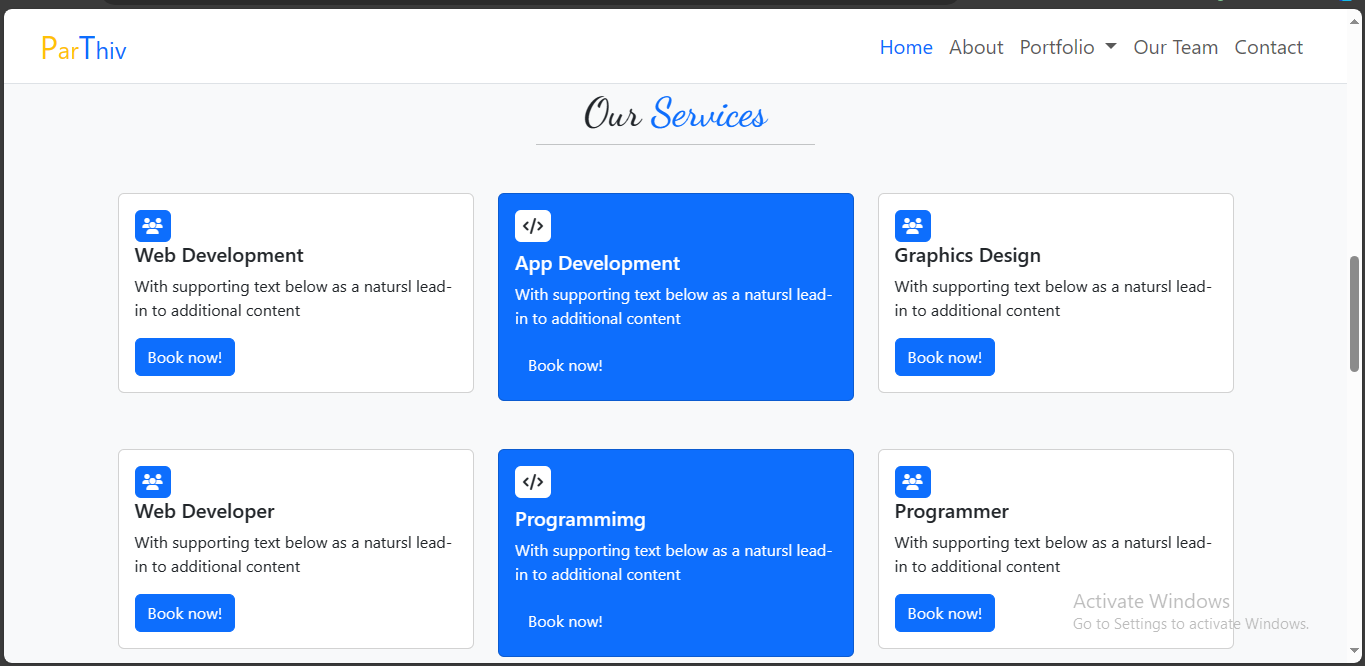 ParThiv
Home About Portfolio Our Team Contact
Our Services
Web Development
With supporting text below as a natursl lead-
in to additional content
Book now!
</>
App Development
With supporting text below as a natursl lead-
in to additional content
Book now!
Graphics Design
With supporting text below as a natursl lead-
in to additional content
Book now!
Web Developer
With supporting text below as a natursl lead-
in to additional content
Book now!
</>
Programmimg
With supporting text below as a natursl lead-
in to additional content
Book now!
Programmer
With supporting text below as a natursl lead-
in to additional content
Book now!
Activate Windows
Go to Settings to activate Windows.